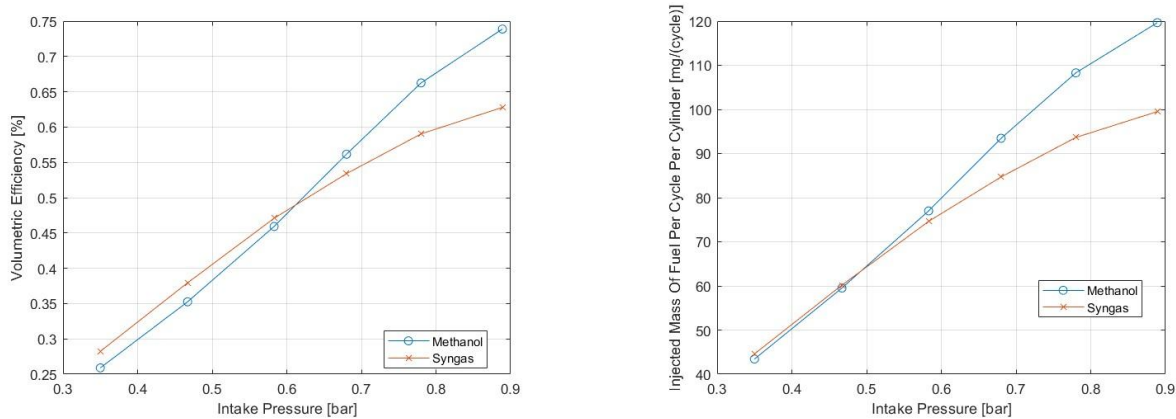 Volumetric Efficiency [%]
0.75
0.7
0.65
0.6
0.55
0.5
0.45
0.4
0.35
0.3
0.25
0.3 0.4 0.5 0.6 0.7 0.8 0.9
Intake Pressure [bar]
Methanol
Syngas
Injected Mass Of Fuel Per Cycle Per Cylinder [mg/(cycle)]
120
110
100
90
80
70
60
50
40
0.3 0.4 0.5 0.6 0.7 0.8 0.9
Intake Pressure [bar]
Methanol
Syngas